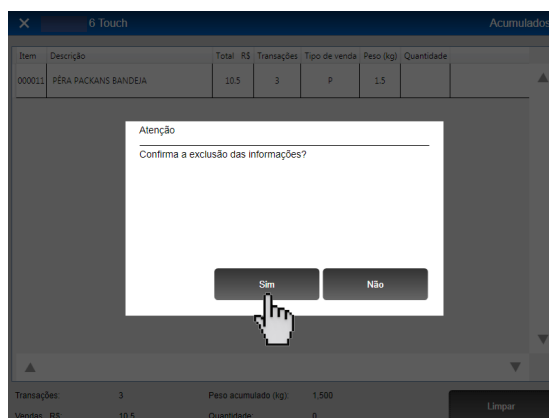 6 Touch Acumulados
Item Descrição Total R$ Transações Tipo de venda Peso (kg) Quantidade
000011 PÊRA PACKANS BANDEJA 10.5 3 P 1.5
Atenção
Confirma a exclusão das informações?
Sim Não
Transações: 3 Peso acumulado (kg): 1,500
Limpar
Vendas R$: 10.5 Quantidade: 0